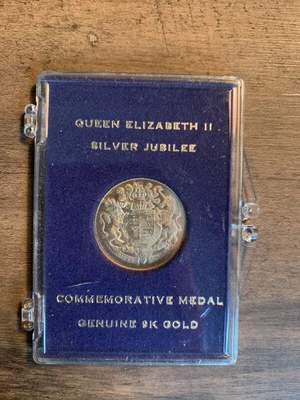 QUEEN ELIZABETH II
SILVER JUBILEE
COMMEMORATIVE MEDAL
GENUINE 9K GOLD